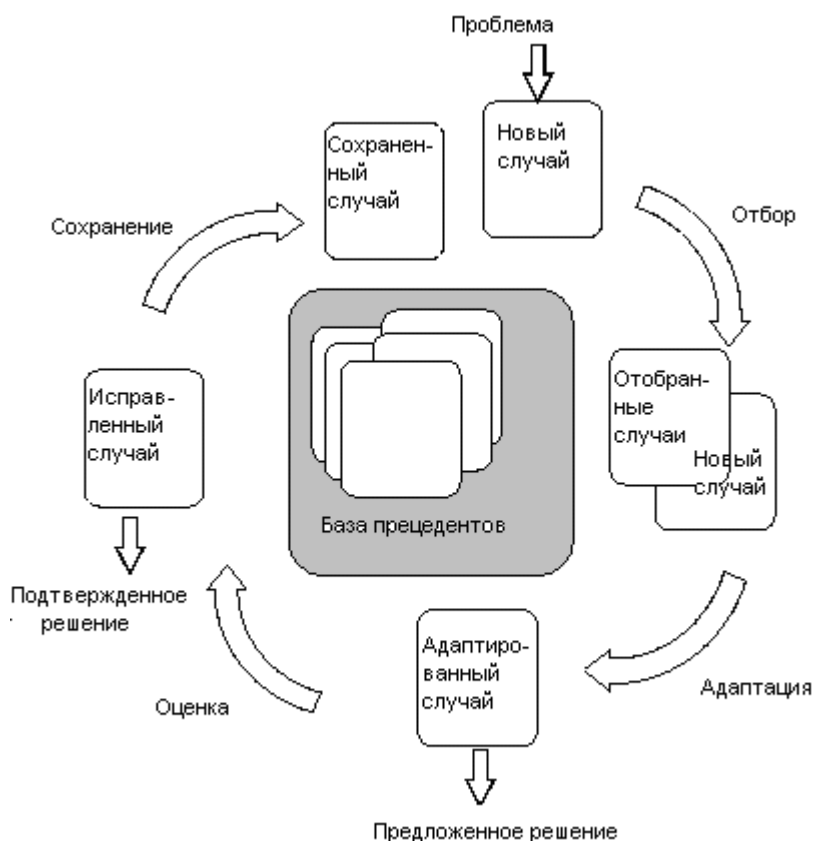 Проблема
Новый
случай
Сохранен-
ный
случай
Сохранение
Отбор
Отобран-
ные
случаи
Новый
случай
Исправ-
ленный
случай
База прецедентов
Подтвержденное
решение
Адаптиро-
ванный
случай
Оценка
Адаптация
Предложенное решение